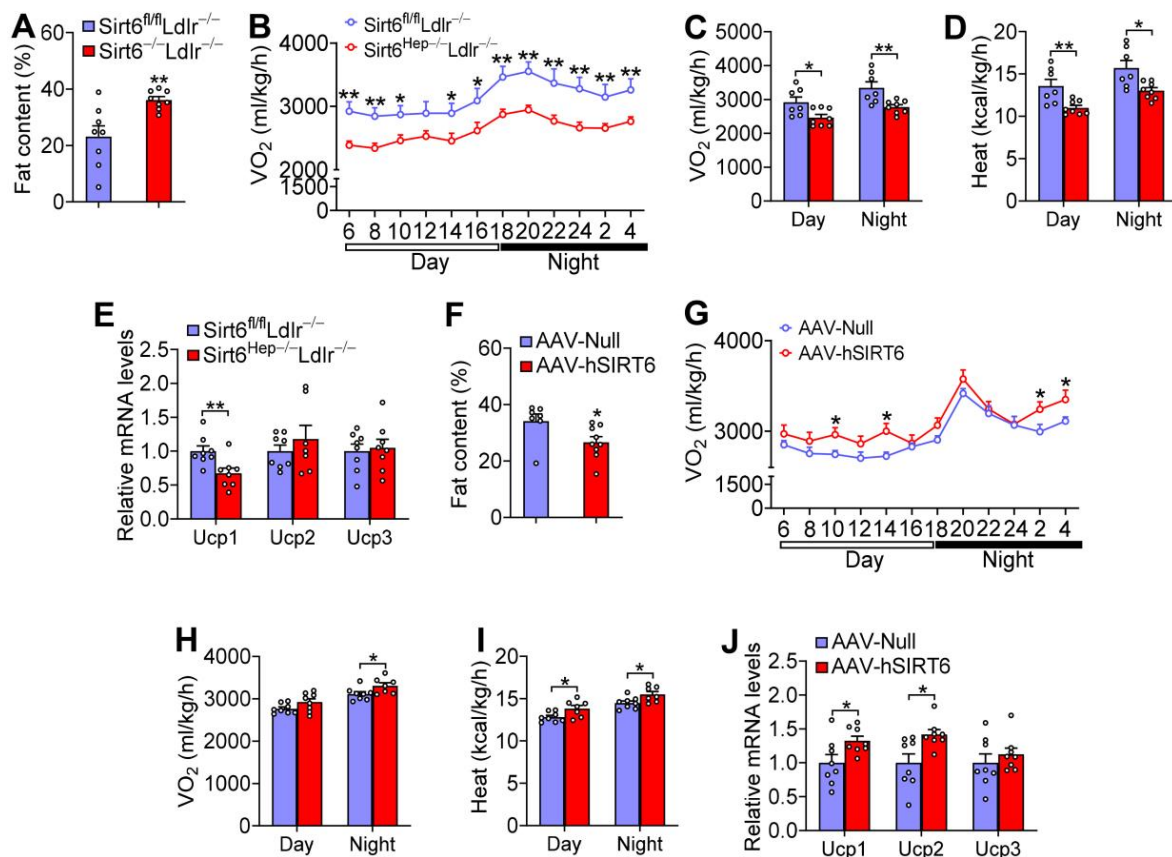 A
Sirt6fl/flLdlr−/−
Sirt6−/−Ldlr−/−
Fat content (%)
60
40
20
0
**
B
Sirt6fl/flLdlr−/−
Sirt6Hep−/−Ldlr−/−
VO2 (ml/kg/h)
4000
3000
2000
1500
0
** ** * * * ** ** ** ** ** **
6 8 10 12 14 16 18 20 22 24 2 4
Day Night
C
VO2 (ml/kg/h)
5000
4000
3000
2000
1000
0
* **
Day Night
D
Heat (kcal/kg/h)
20
15
10
5
0
** *
Day Night
E
Sirt6fl/flLdlr−/−
Sirt6Hep−/−Ldlr−/−
Relative mRNA levels
2.5
2.0
1.5
1.0
0.5
0.0
**
Ucp1 Ucp2 Ucp3
F
AAV-Null
AAV-hSIRT6
Fat content (%)
60
40
20
0
*
G
AAV-Null
AAV-hSIRT6
VO2 (ml/kg/h)
4000
3000
1500
0
* * * *
6 8 10 12 14 16 18 20 22 24 2 4
Day Night
H
VO2 (ml/kg/h)
4000
3000
2000
1000
0
*
Day Night
I
Heat (kcal/kg/h)
20
15
10
5
0
* *
Day Night
J
AAV-Null
AAV-hSIRT6
Relative mRNA levels
2.5
2.0
1.5
1.0
0.5
0.0
* *
Ucp1 Ucp2 Ucp3